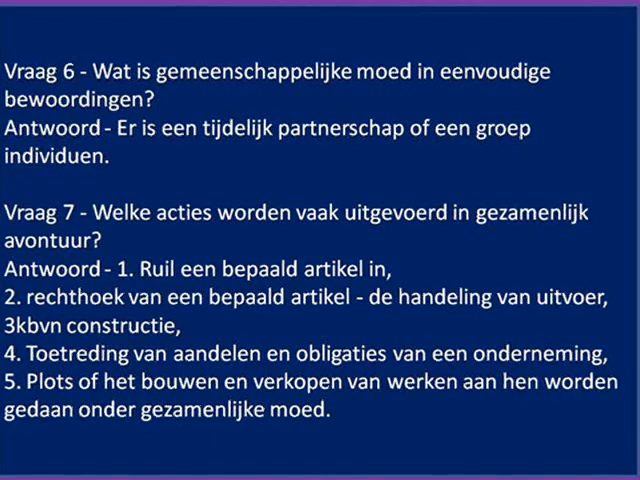 Vraag 6 - Wat is gemeenschappelijke moed in eenvoudige
bewoordingen?
Antwoord - Er is een tijdelijk partnerschap of een groep
individuen.
Vraag 7 - Welke acties worden vaak uitgevoerd in gezamenlijk
avontuur?
Antwoord - 1. Ruil een bepaald artikel in,
2. rechthoek van een bepaald artikel - de handeling van uitvoer,
3kbvn constructie,
4. Toetreding van aandelen en obligaties van een onderneming,
5. Plots of het bouwen en verkopen van werken aan hen worden
gedaan onder gezamenlijke moed.